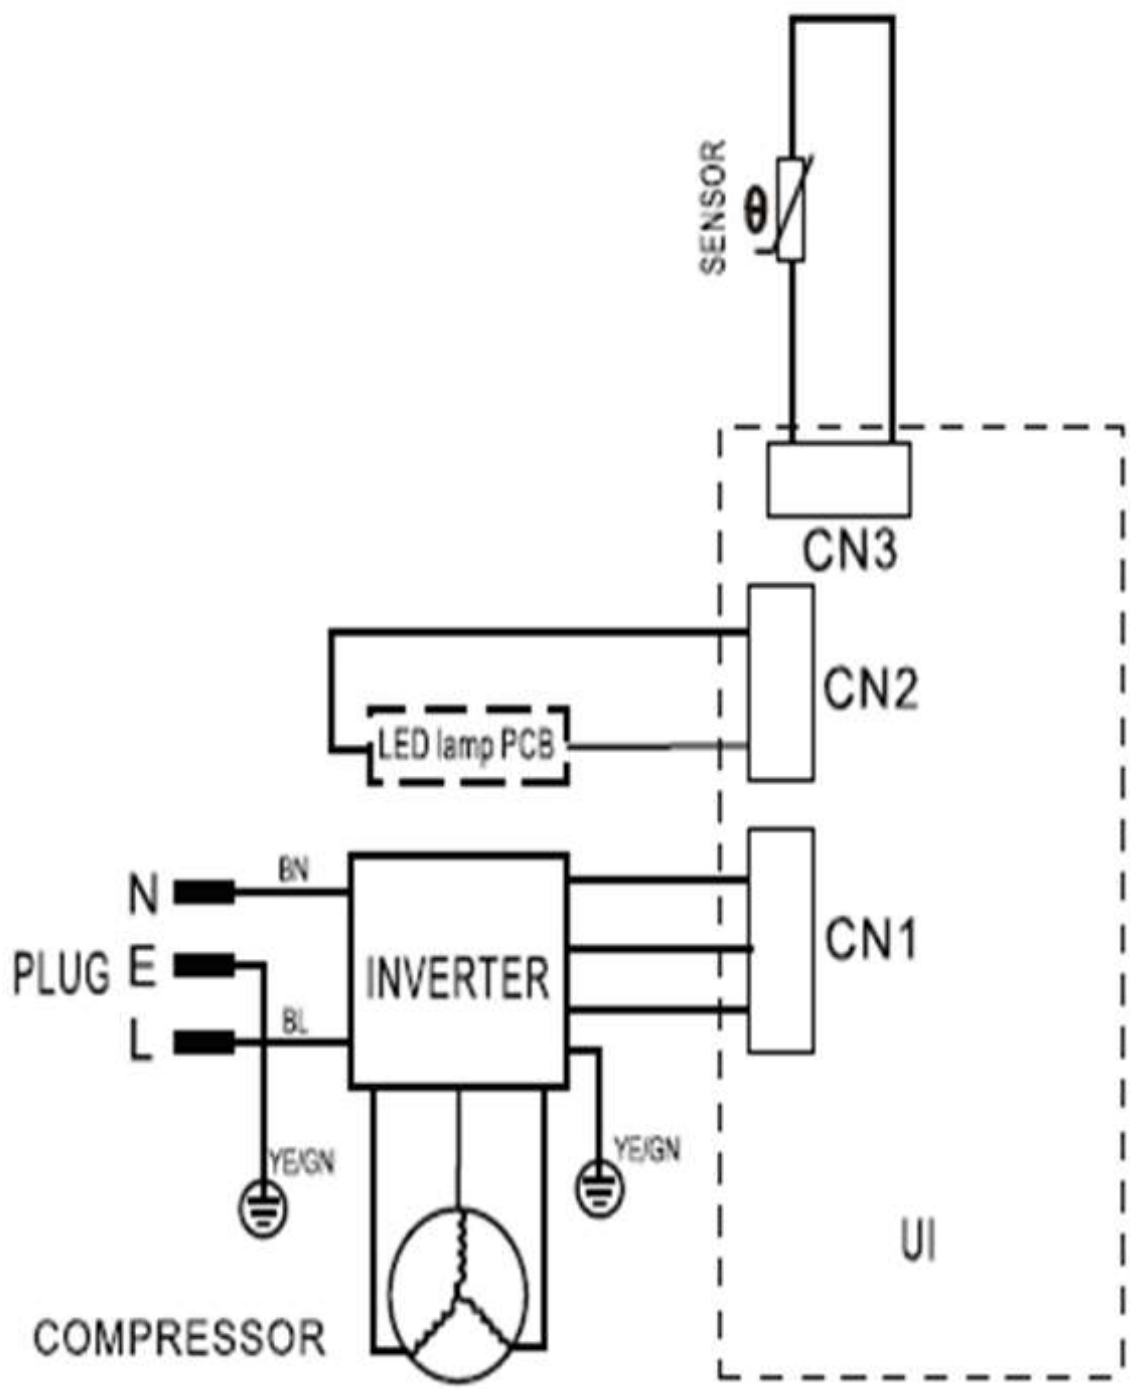 SENSOR
θ
CN3
CN2
LED lamp PCB
N
BN
CN1
PLUG
E
INVERTER
L
BL
YE/GN
YE/GN
UI
COMPRESSOR